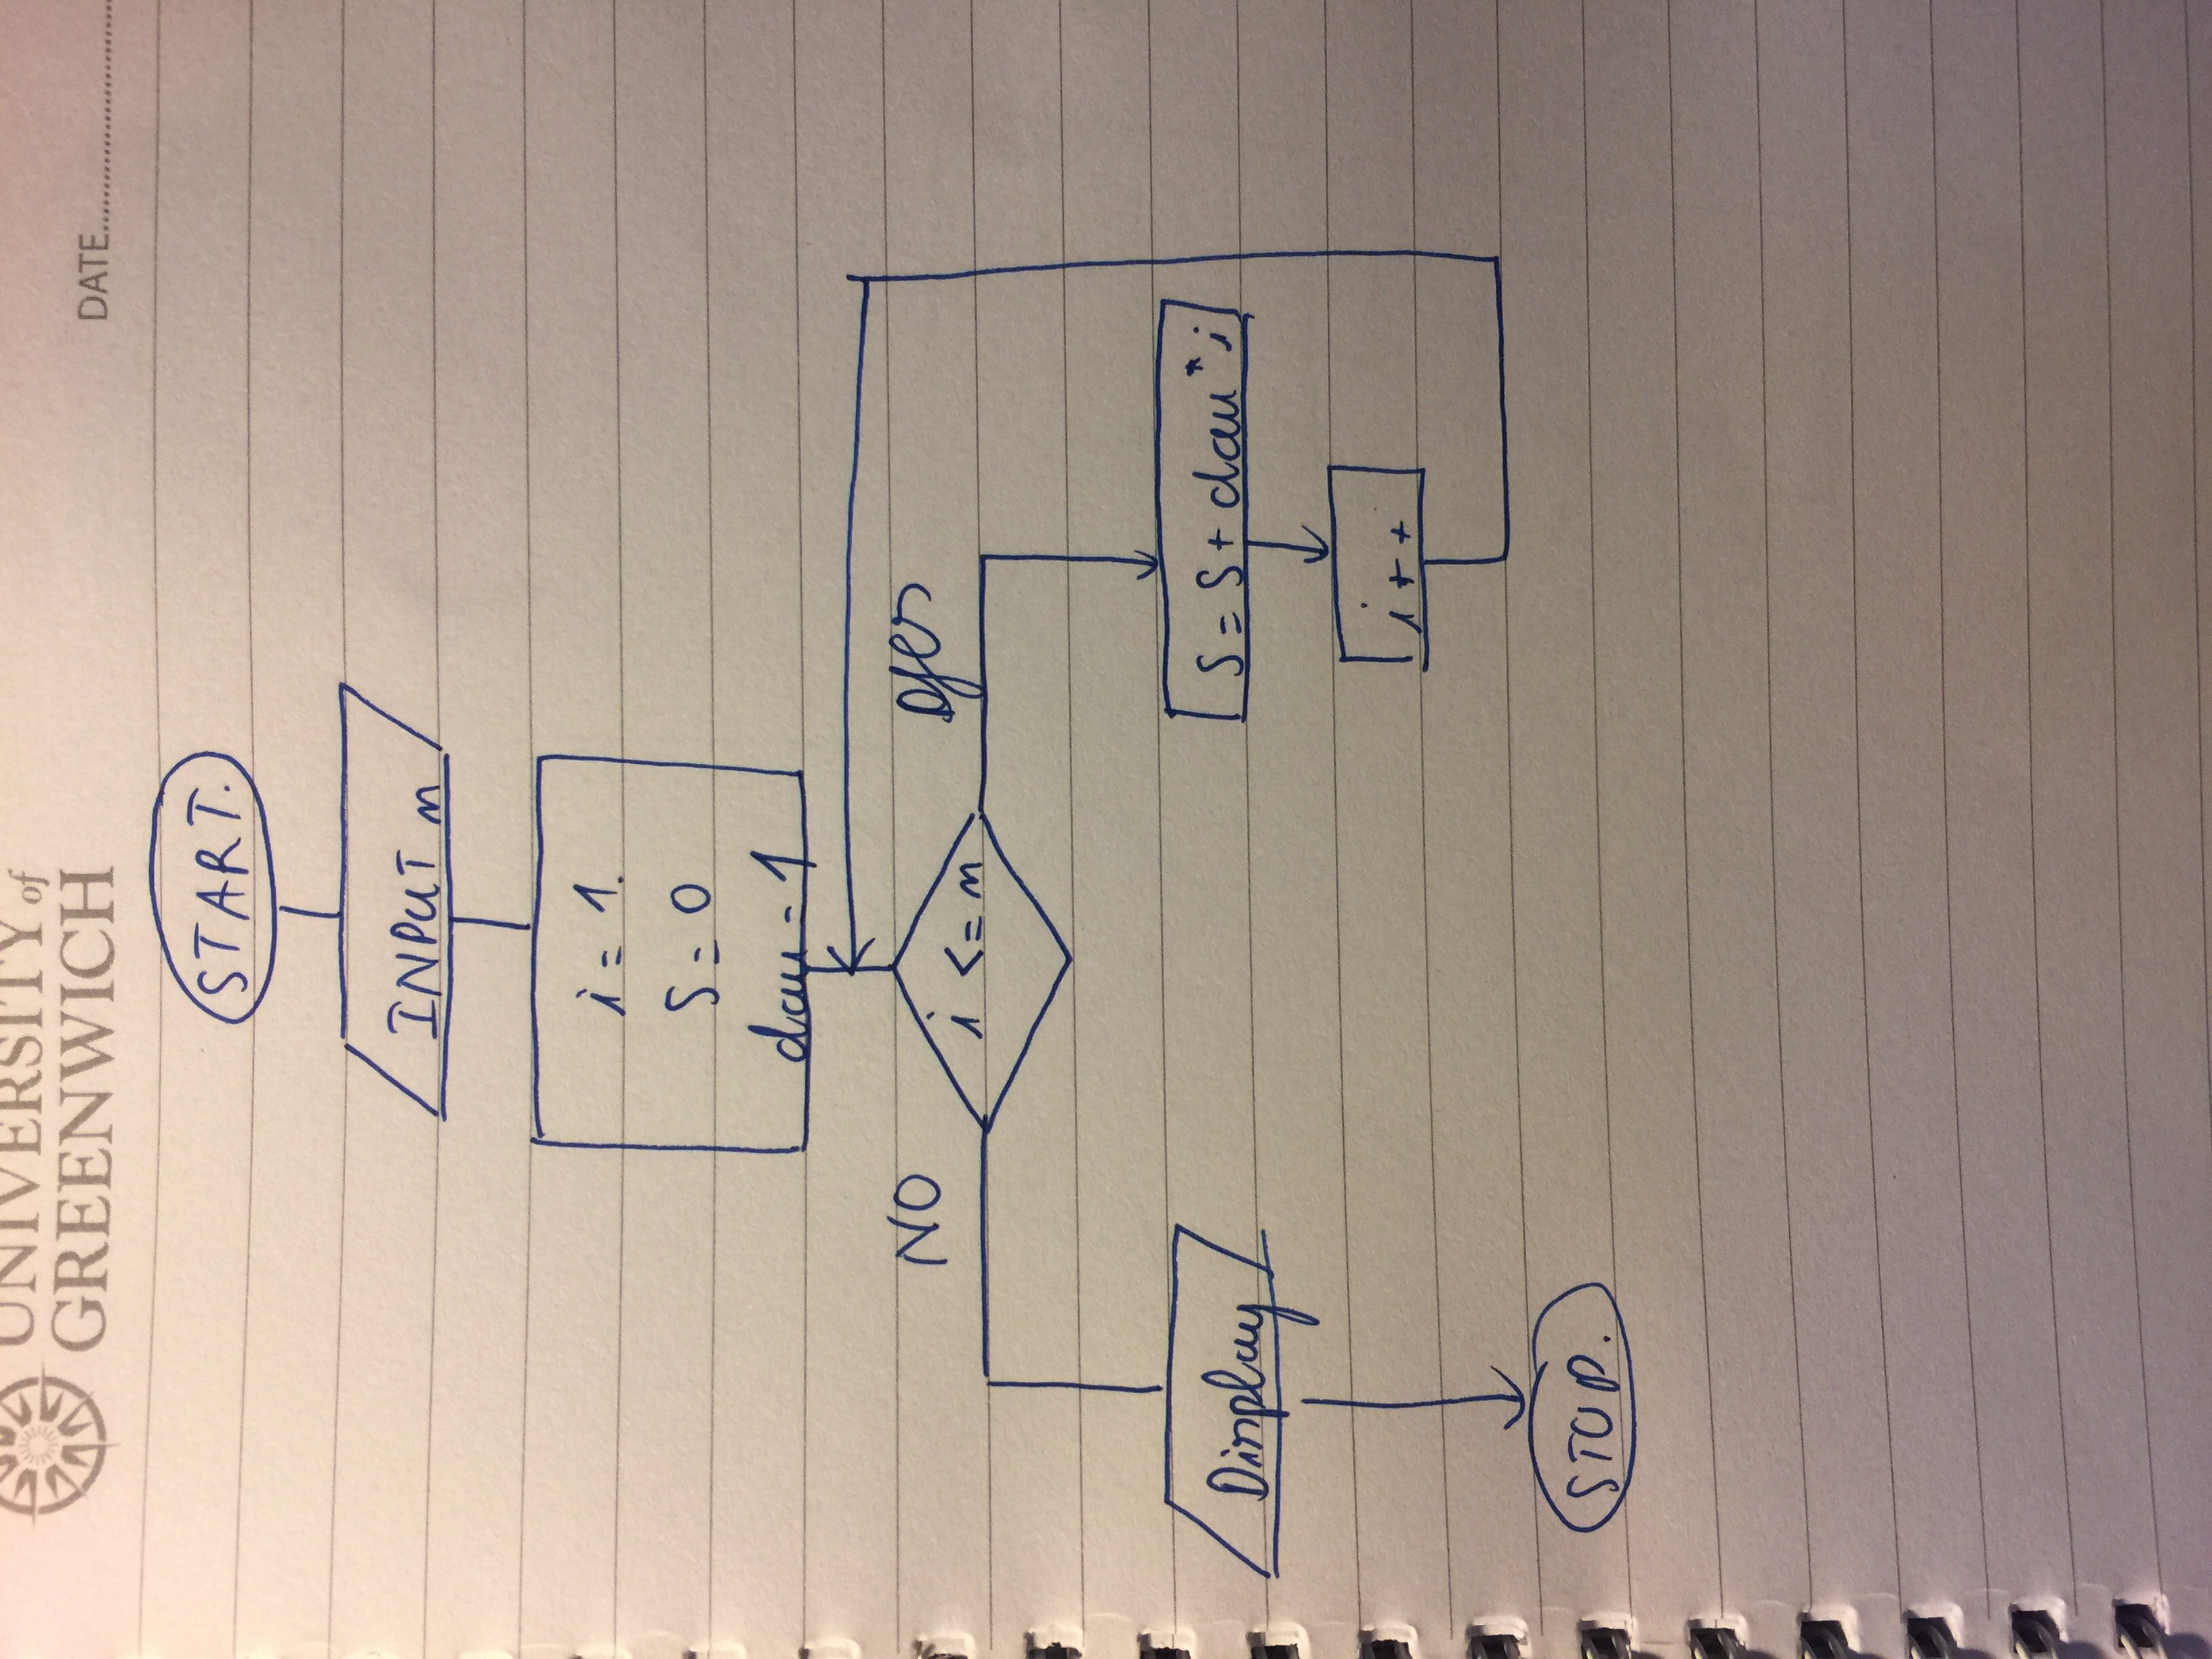 UNIVERSITY of
GREENWICH
DATE
START.
INPUT n
i = 1.
S = 0
dau = 1
NO
yes
i <= n
Display
S = S + dau * i
i++
STOP.